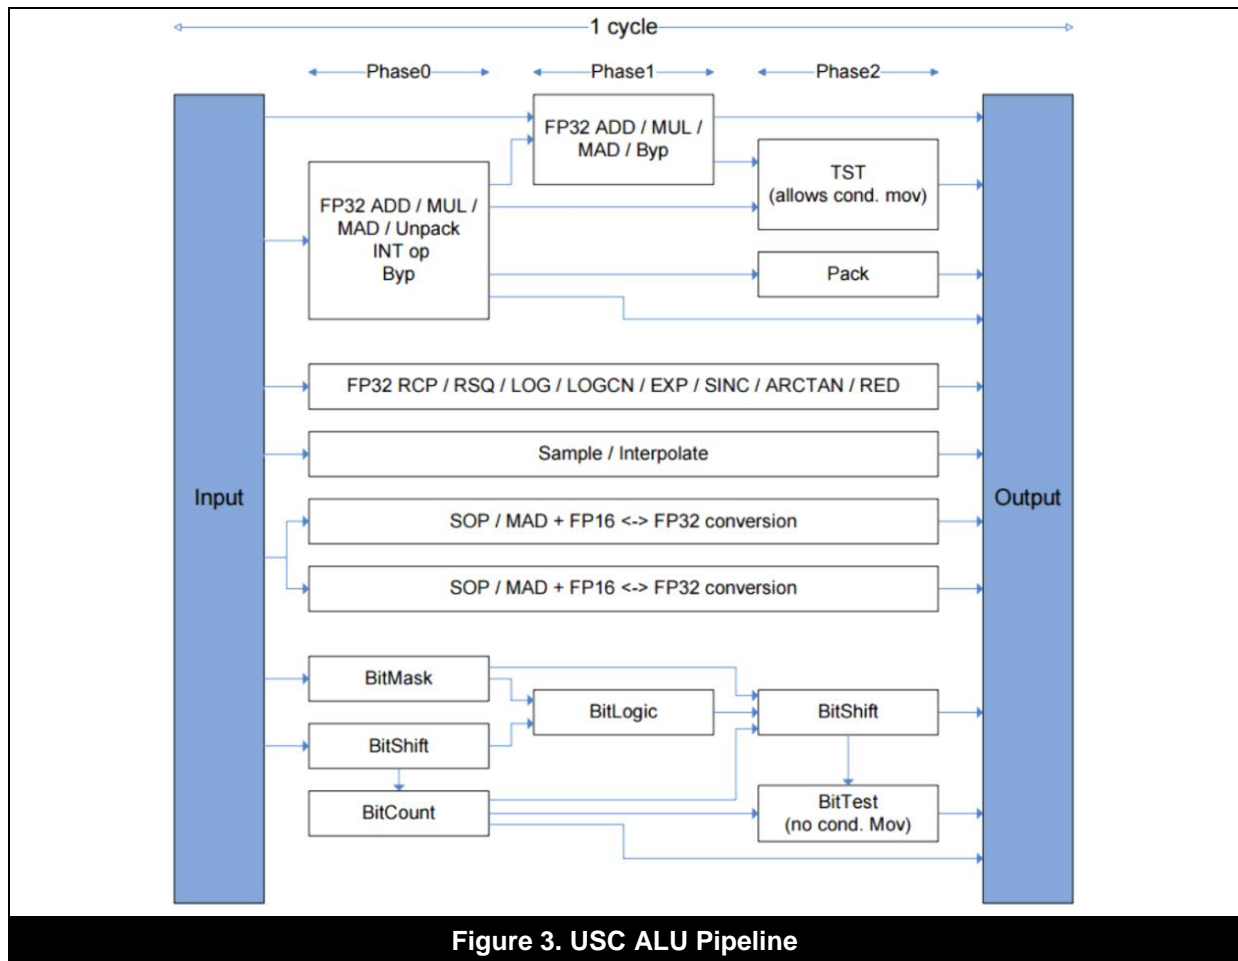 1 cycle
Phase0
Phase1
Phase2
Input
FP32 ADD / MUL /
MAD / Byp
FP32 ADD / MUL /
MAD / Unpack
INT op
Byp
TST
(allows cond. mov)
Pack
FP32 RCP / RSQ / LOG / LOGCN / EXP / SINC / ARCTAN / RED
Sample / Interpolate
SOP / MAD + FP16 <-> FP32 conversion
SOP / MAD + FP16 <-> FP32 conversion
BitMask
BitShift
BitCount
BitLogic
BitShift
BitTest
(no cond. Mov)
Output
Figure 3. USC ALU Pipeline